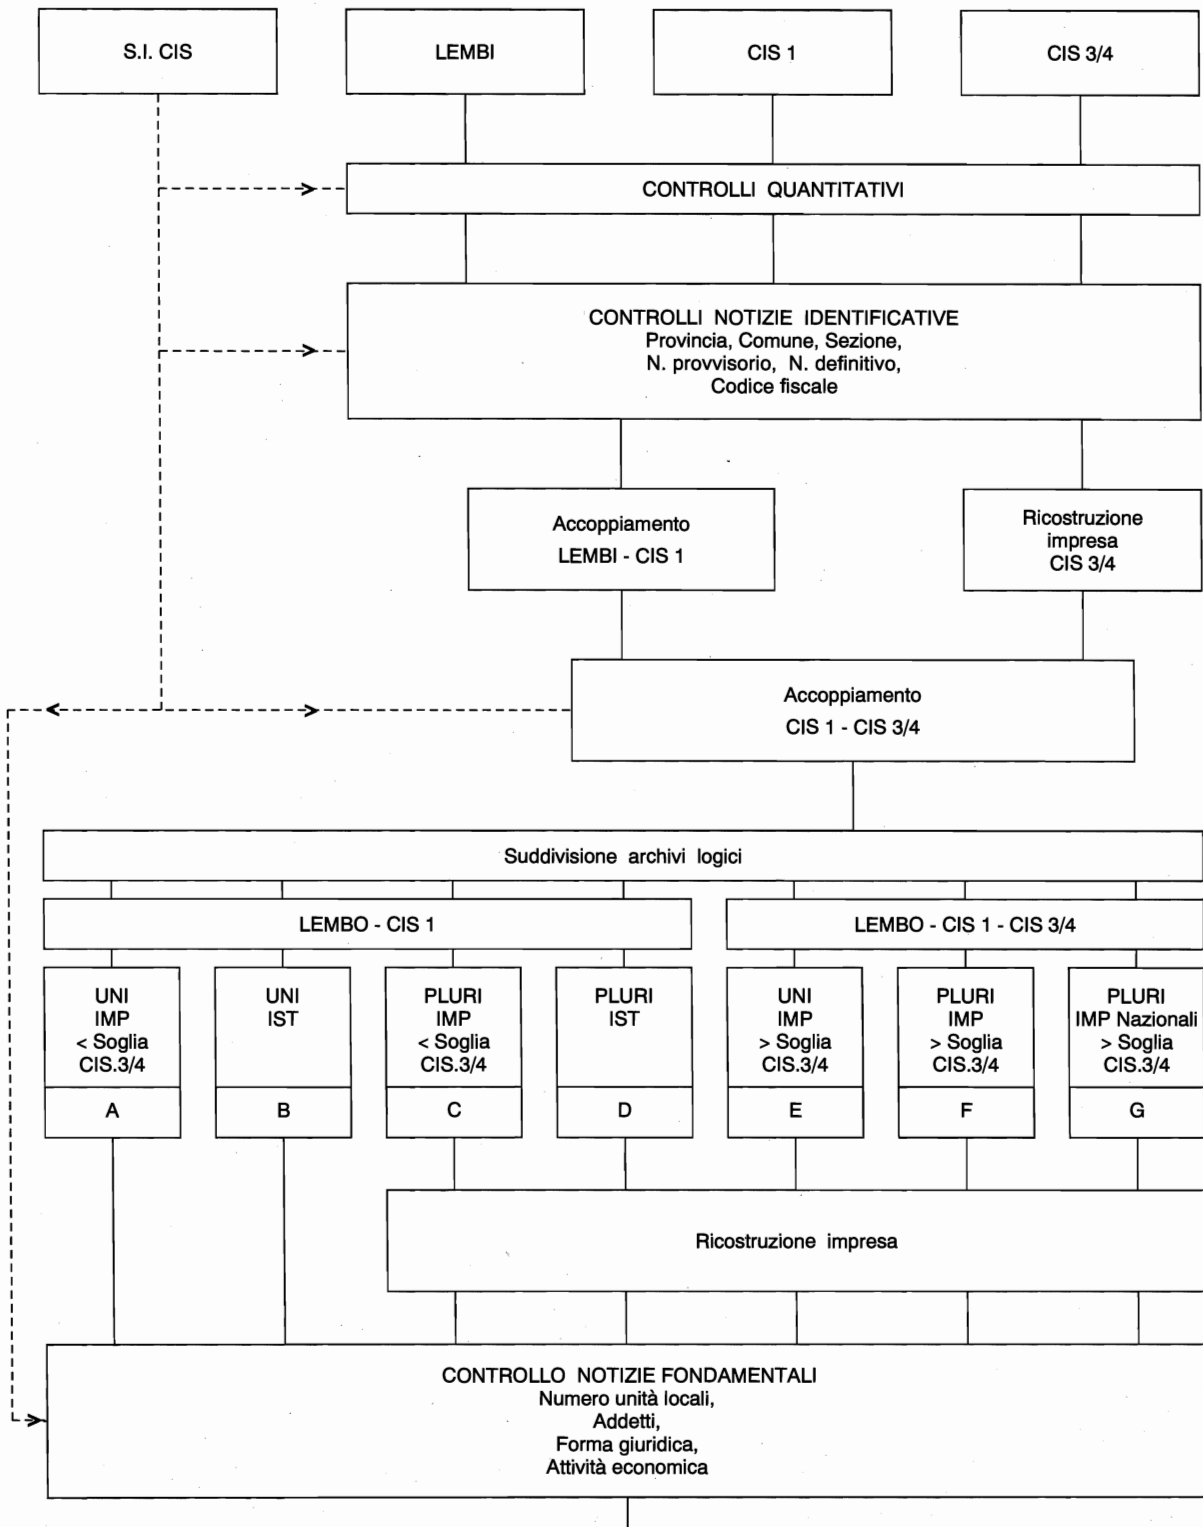 S.I. CIS
LEMBI
CIS 1
CIS 3/4
CONTROLLI QUANTITATIVI
CONTROLLI NOTIZIE IDENTIFICATIVE
Provincia, Comune, Sezione,
N. provvisorio, N. definitivo,
Codice fiscale
Accoppiamento
LEMBI - CIS 1
Ricostruzione
impresa
CIS 3/4
Accoppiamento
CIS 1 - CIS 3/4
Suddivisione archivi logici
LEMBO - CIS 1
LEMBO - CIS 1 - CIS 3/4
UNI
IMP
< Soglia
CIS.3/4
A
UNI
IST
B
PLURI
IMP
< Soglia
CIS.3/4
C
PLURI
IST
D
UNI
IMP
> Soglia
CIS.3/4
E
PLURI
IMP
> Soglia
CIS.3/4
F
PLURI
IMP Nazionali
> Soglia
CIS.3/4
G
Ricostruzione impresa
CONTROLLO NOTIZIE FONDAMENTALI
Numero unità locali,
Addetti,
Forma giuridica,
Attività economica